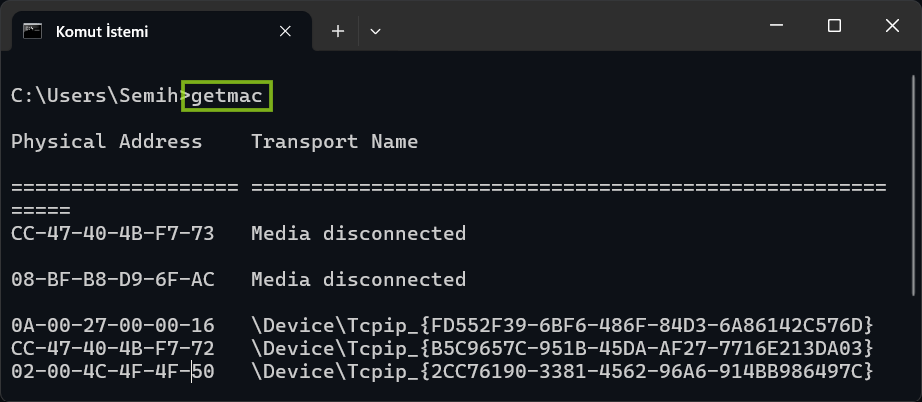 Komut İstemi
C:\Users\Semih>getmac
Physical Address    Transport Name
=================== =====================================================
=====
CC-47-40-4B-F7-73   Media disconnected
08-BF-B8-D9-6F-AC   Media disconnected
0A-00-27-00-00-16   \Device\Tcpip_{FD552F39-6BF6-486F-84D3-6A86142C576D}
CC-47-40-4B-F7-72   \Device\Tcpip_{B5C9657C-951B-45DA-AF27-7716E213DA03}
02-00-4C-4F-4F-50   \Device\Tcpip_{2CC76190-3381-4562-96A6-914BB986497C}